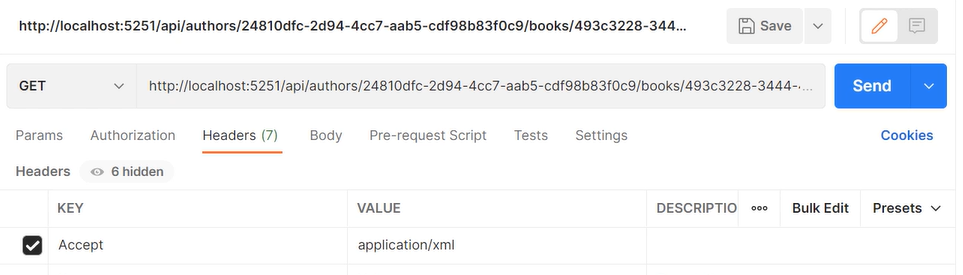 http://localhost:5251/api/authors/24810dfc-2d94-4cc7-aab5-cdf98b83f0c9/books/493c3228-344... Save
GET http://localhost:5251/api/authors/24810dfc-2d94-4cc7-aab5-cdf98b83f0c9/books/493c3228-3444-... Send
Params Authorization Headers (7) Body Pre-request Script Tests Settings Cookies
Headers 6 hidden
KEY VALUE DESCRIPTIO ooo Bulk Edit Presets
Accept application/xml